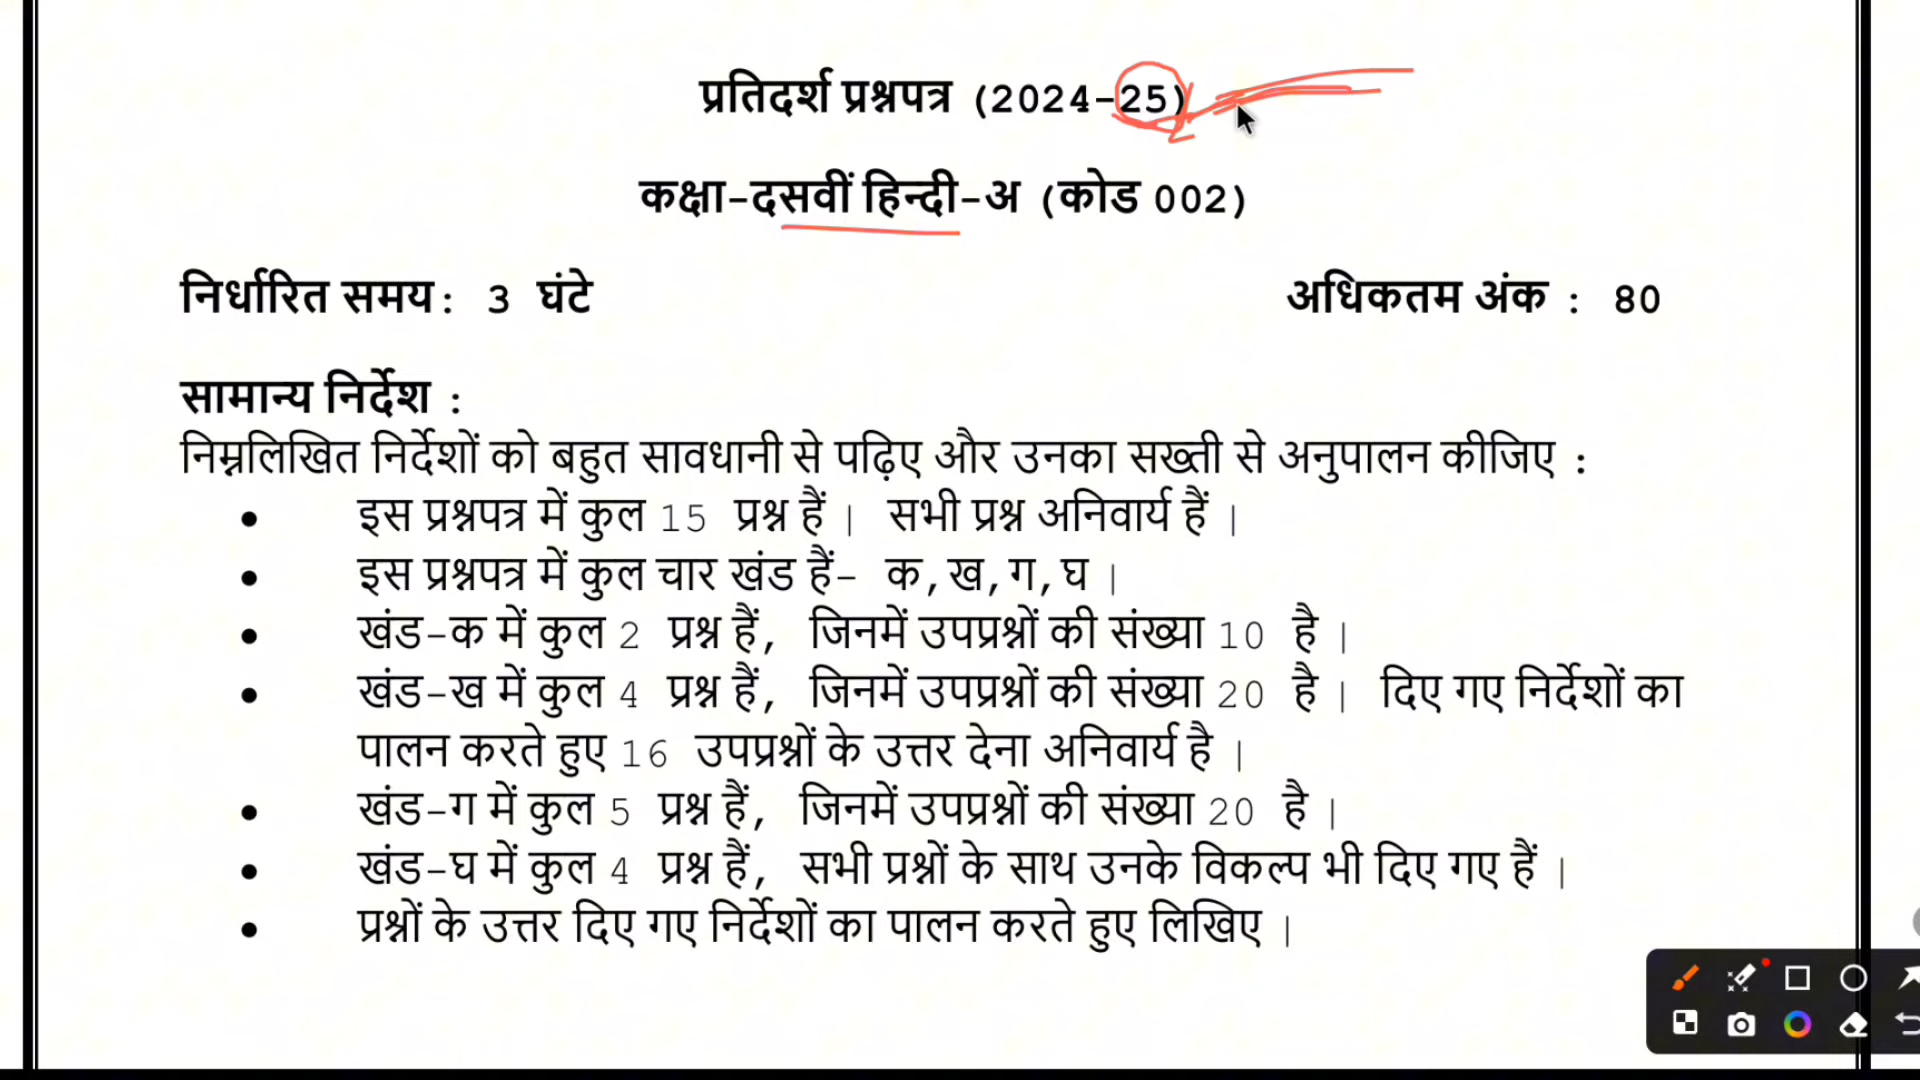 प्रतिदर्श प्रश्नपत्र (2024-25)
कक्षा-दसवीं हिन्दी-अ (कोड 002)
निर्धारित समय: 3 घंटे अधिकतम अंक : 80
सामान्य निर्देश :
निम्नलिखित निर्देशों को बहुत सावधानी से पढ़िए और उनका सख्ती से अनुपालन कीजिए :
• इस प्रश्नपत्र में कुल 15 प्रश्न हैं । सभी प्रश्न अनिवार्य हैं ।
• इस प्रश्नपत्र में कुल चार खंड हैं- क,ख,ग,घ ।
• खंड-क में कुल 2 प्रश्न हैं, जिनमें उपप्रश्नों की संख्या 10 है ।
• खंड-ख में कुल 4 प्रश्न हैं, जिनमें उपप्रश्नों की संख्या 20 है । दिए गए निर्देशों का
पालन करते हुए 16 उपप्रश्नों के उत्तर देना अनिवार्य है ।
• खंड-ग में कुल 5 प्रश्न हैं, जिनमें उपप्रश्नों की संख्या 20 है ।
• खंड-घ में कुल 4 प्रश्न हैं, सभी प्रश्नों के साथ उनके विकल्प भी दिए गए हैं ।
• प्रश्नों के उत्तर दिए गए निर्देशों का पालन करते हुए लिखिए ।